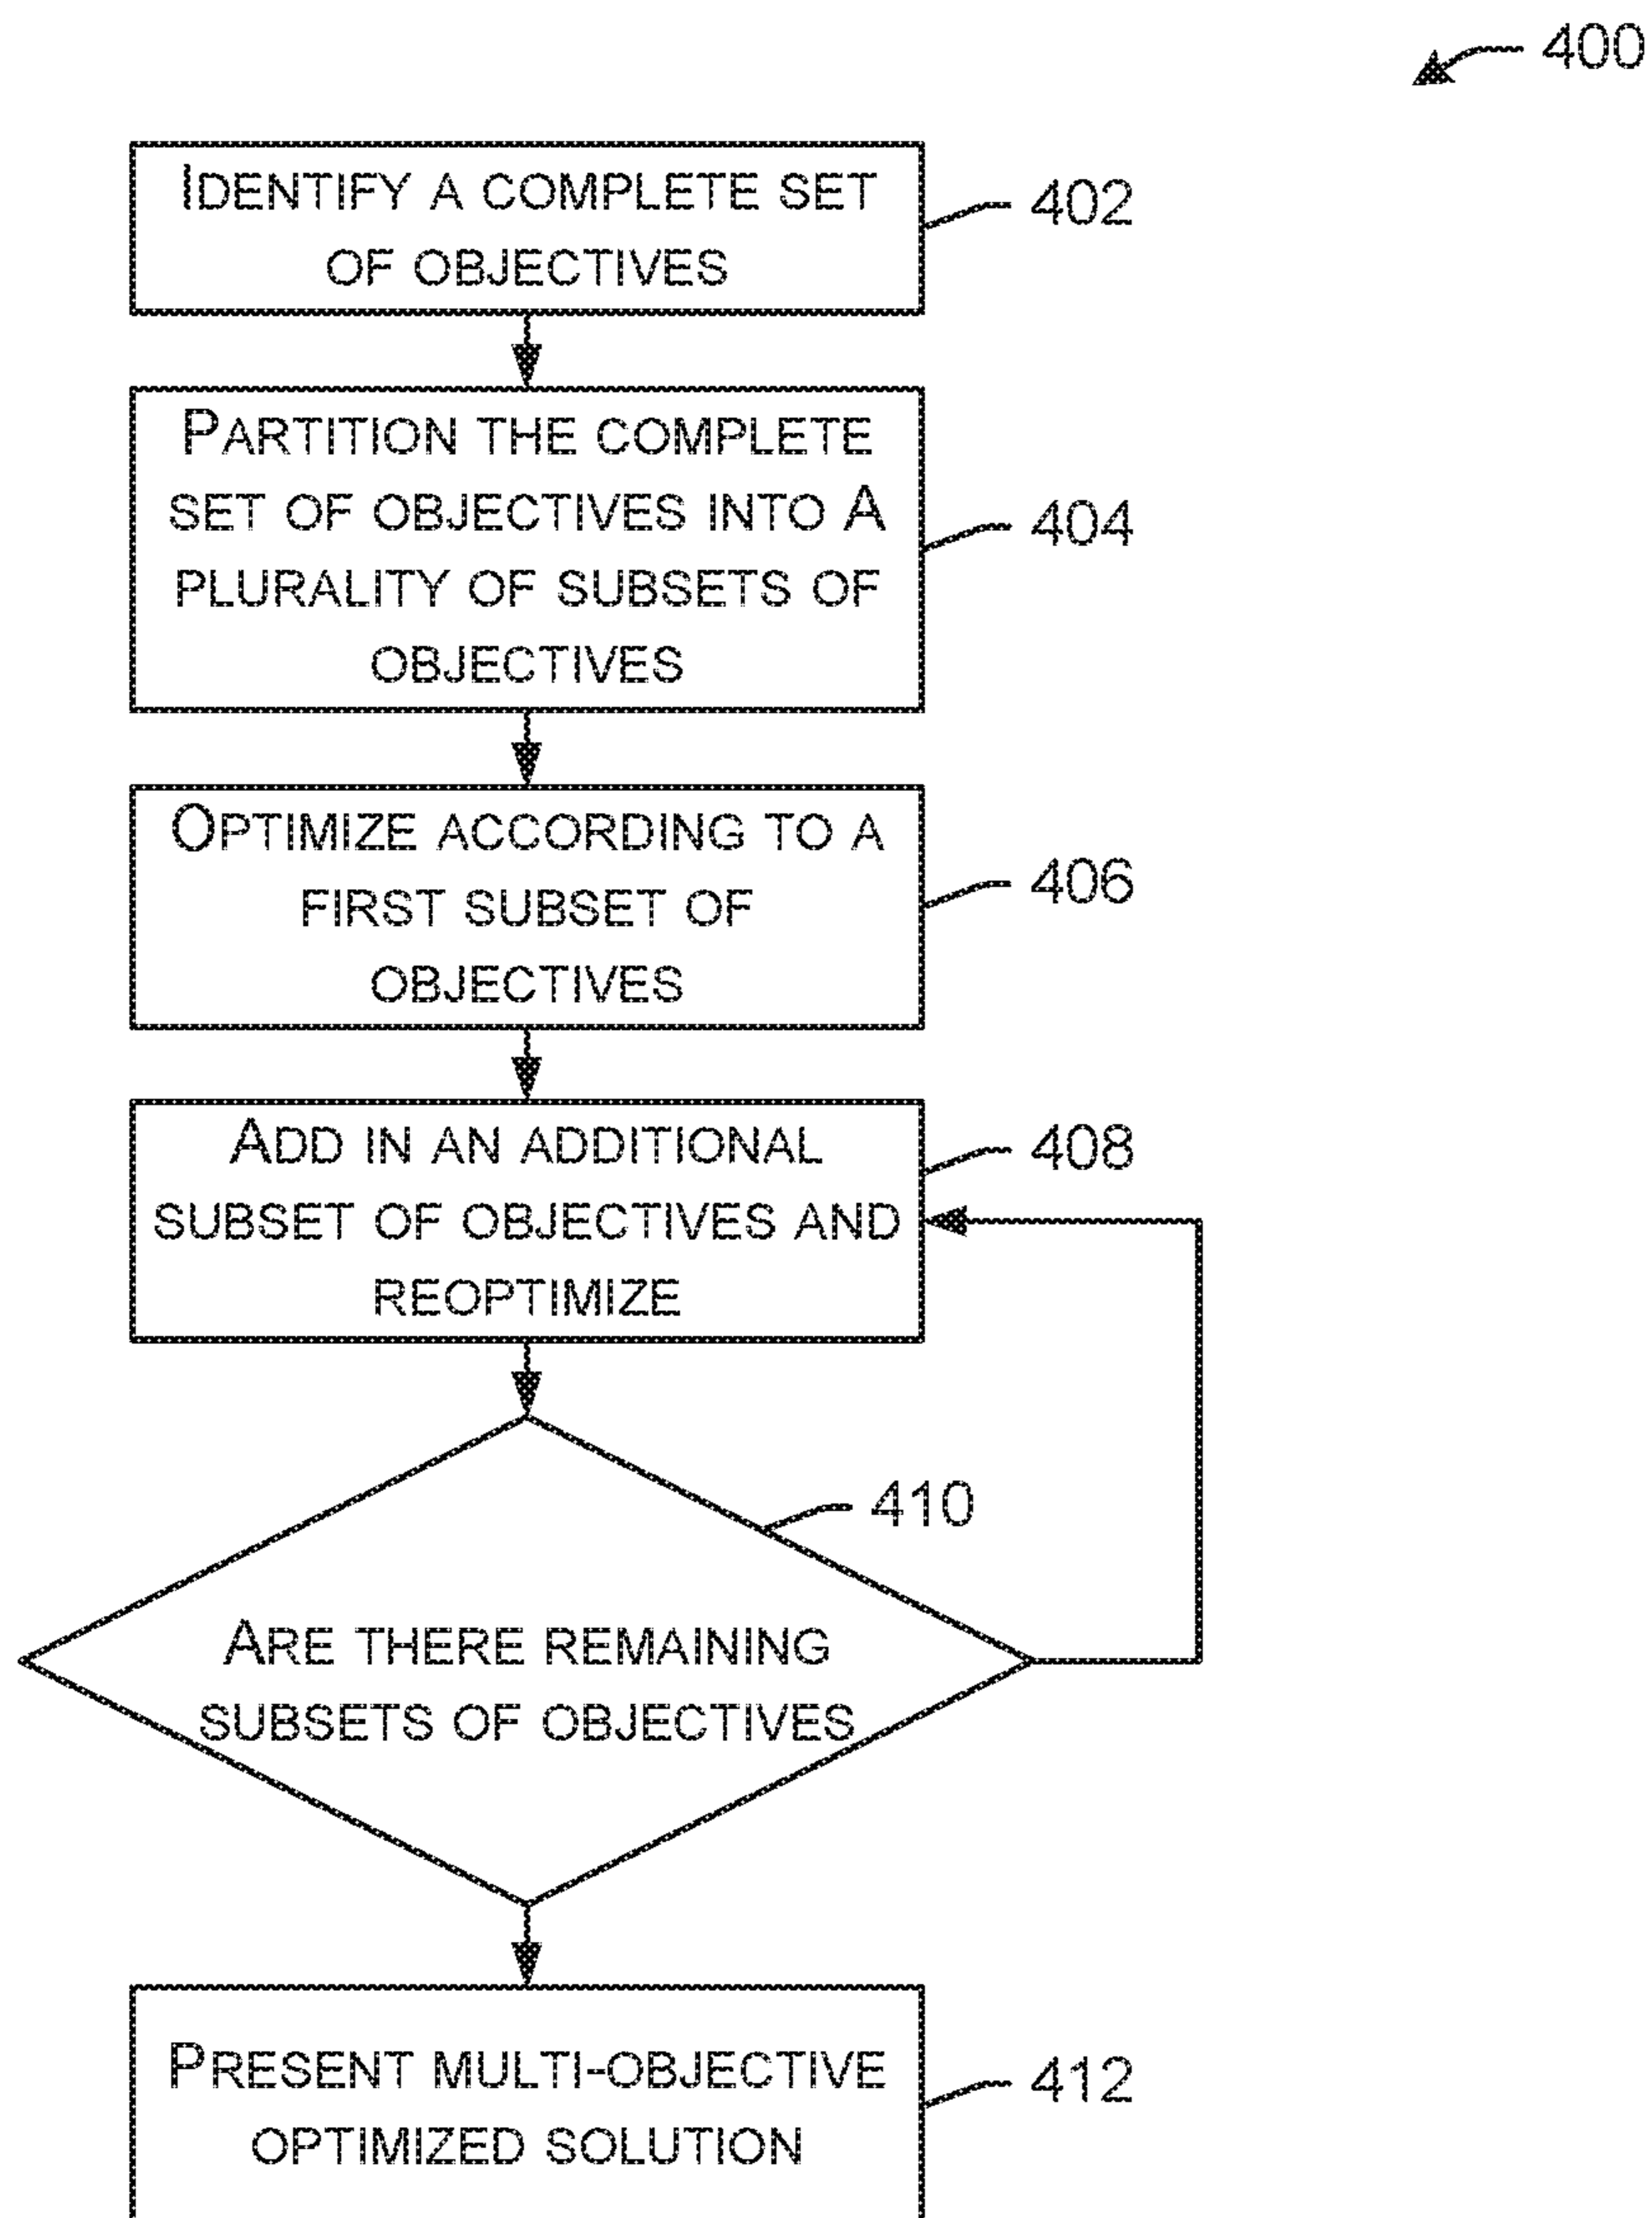 400
IDENTIFY A COMPLETE SET
OF OBJECTIVES
402
PARTITION THE COMPLETE
SET OF OBJECTIVES INTO A
PLURALITY OF SUBSETS OF
OBJECTIVES
404
OPTIMIZE ACCORDING TO A
FIRST SUBSET OF
OBJECTIVES
406
ADD IN AN ADDITIONAL
SUBSET OF OBJECTIVES AND
REOPTIMIZE
408
410
ARE THERE REMAINING
SUBSETS OF OBJECTIVES
PRESENT MULTI-OBJECTIVE
OPTIMIZED SOLUTION
412